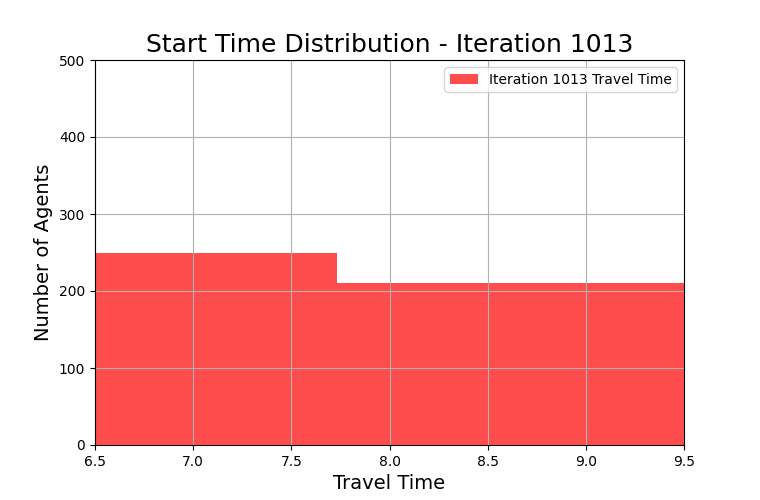 Start Time Distribution - Iteration 1013
Iteration 1013 Travel Time
Number of Agents
500
400
300
200
100
0
6.5 7.0 7.5 8.0 8.5 9.0 9.5
Travel Time